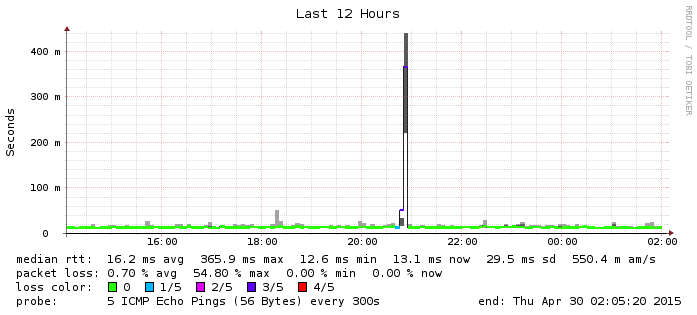 Last 12 Hours
RRDTOOL / TOBI OETIKER
Seconds
400 m
300 m
200 m
100 m
0
16:00 18:00 20:00 22:00 00:00 02:00
median rtt: 16.2 ms avg 365.9 ms max 12.6 ms min 13.1 ms now 29.5 ms sd 550.4 m am/s
packet loss: 0.70 % avg 54.80 % max 0.00 % min 0.00 % now
loss color: 0 1/5 2/5 3/5 4/5
probe: 5 ICMP Echo Pings (56 Bytes) every 300s end: Thu Apr 30 02:05:20 2015